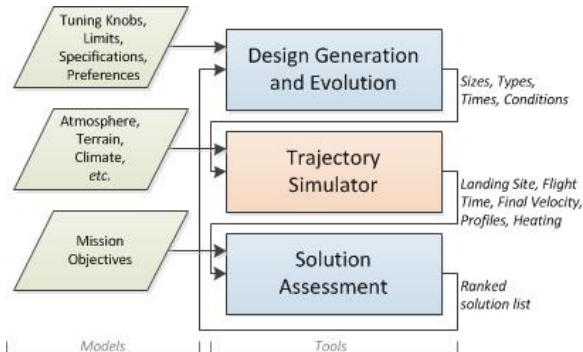 Tuning Knobs,
Limits,
Specifications,
Preferences
Design Generation
and Evolution
Sizes, Types,
Times, Conditions
Atmosphere,
Terrain,
Climate,
etc.
Trajectory
Simulator
Landing Site, Flight
Time, Final Velocity,
Profiles, Heating
Mission
Objectives
Solution
Assessment
Ranked
solution list
Models
Tools